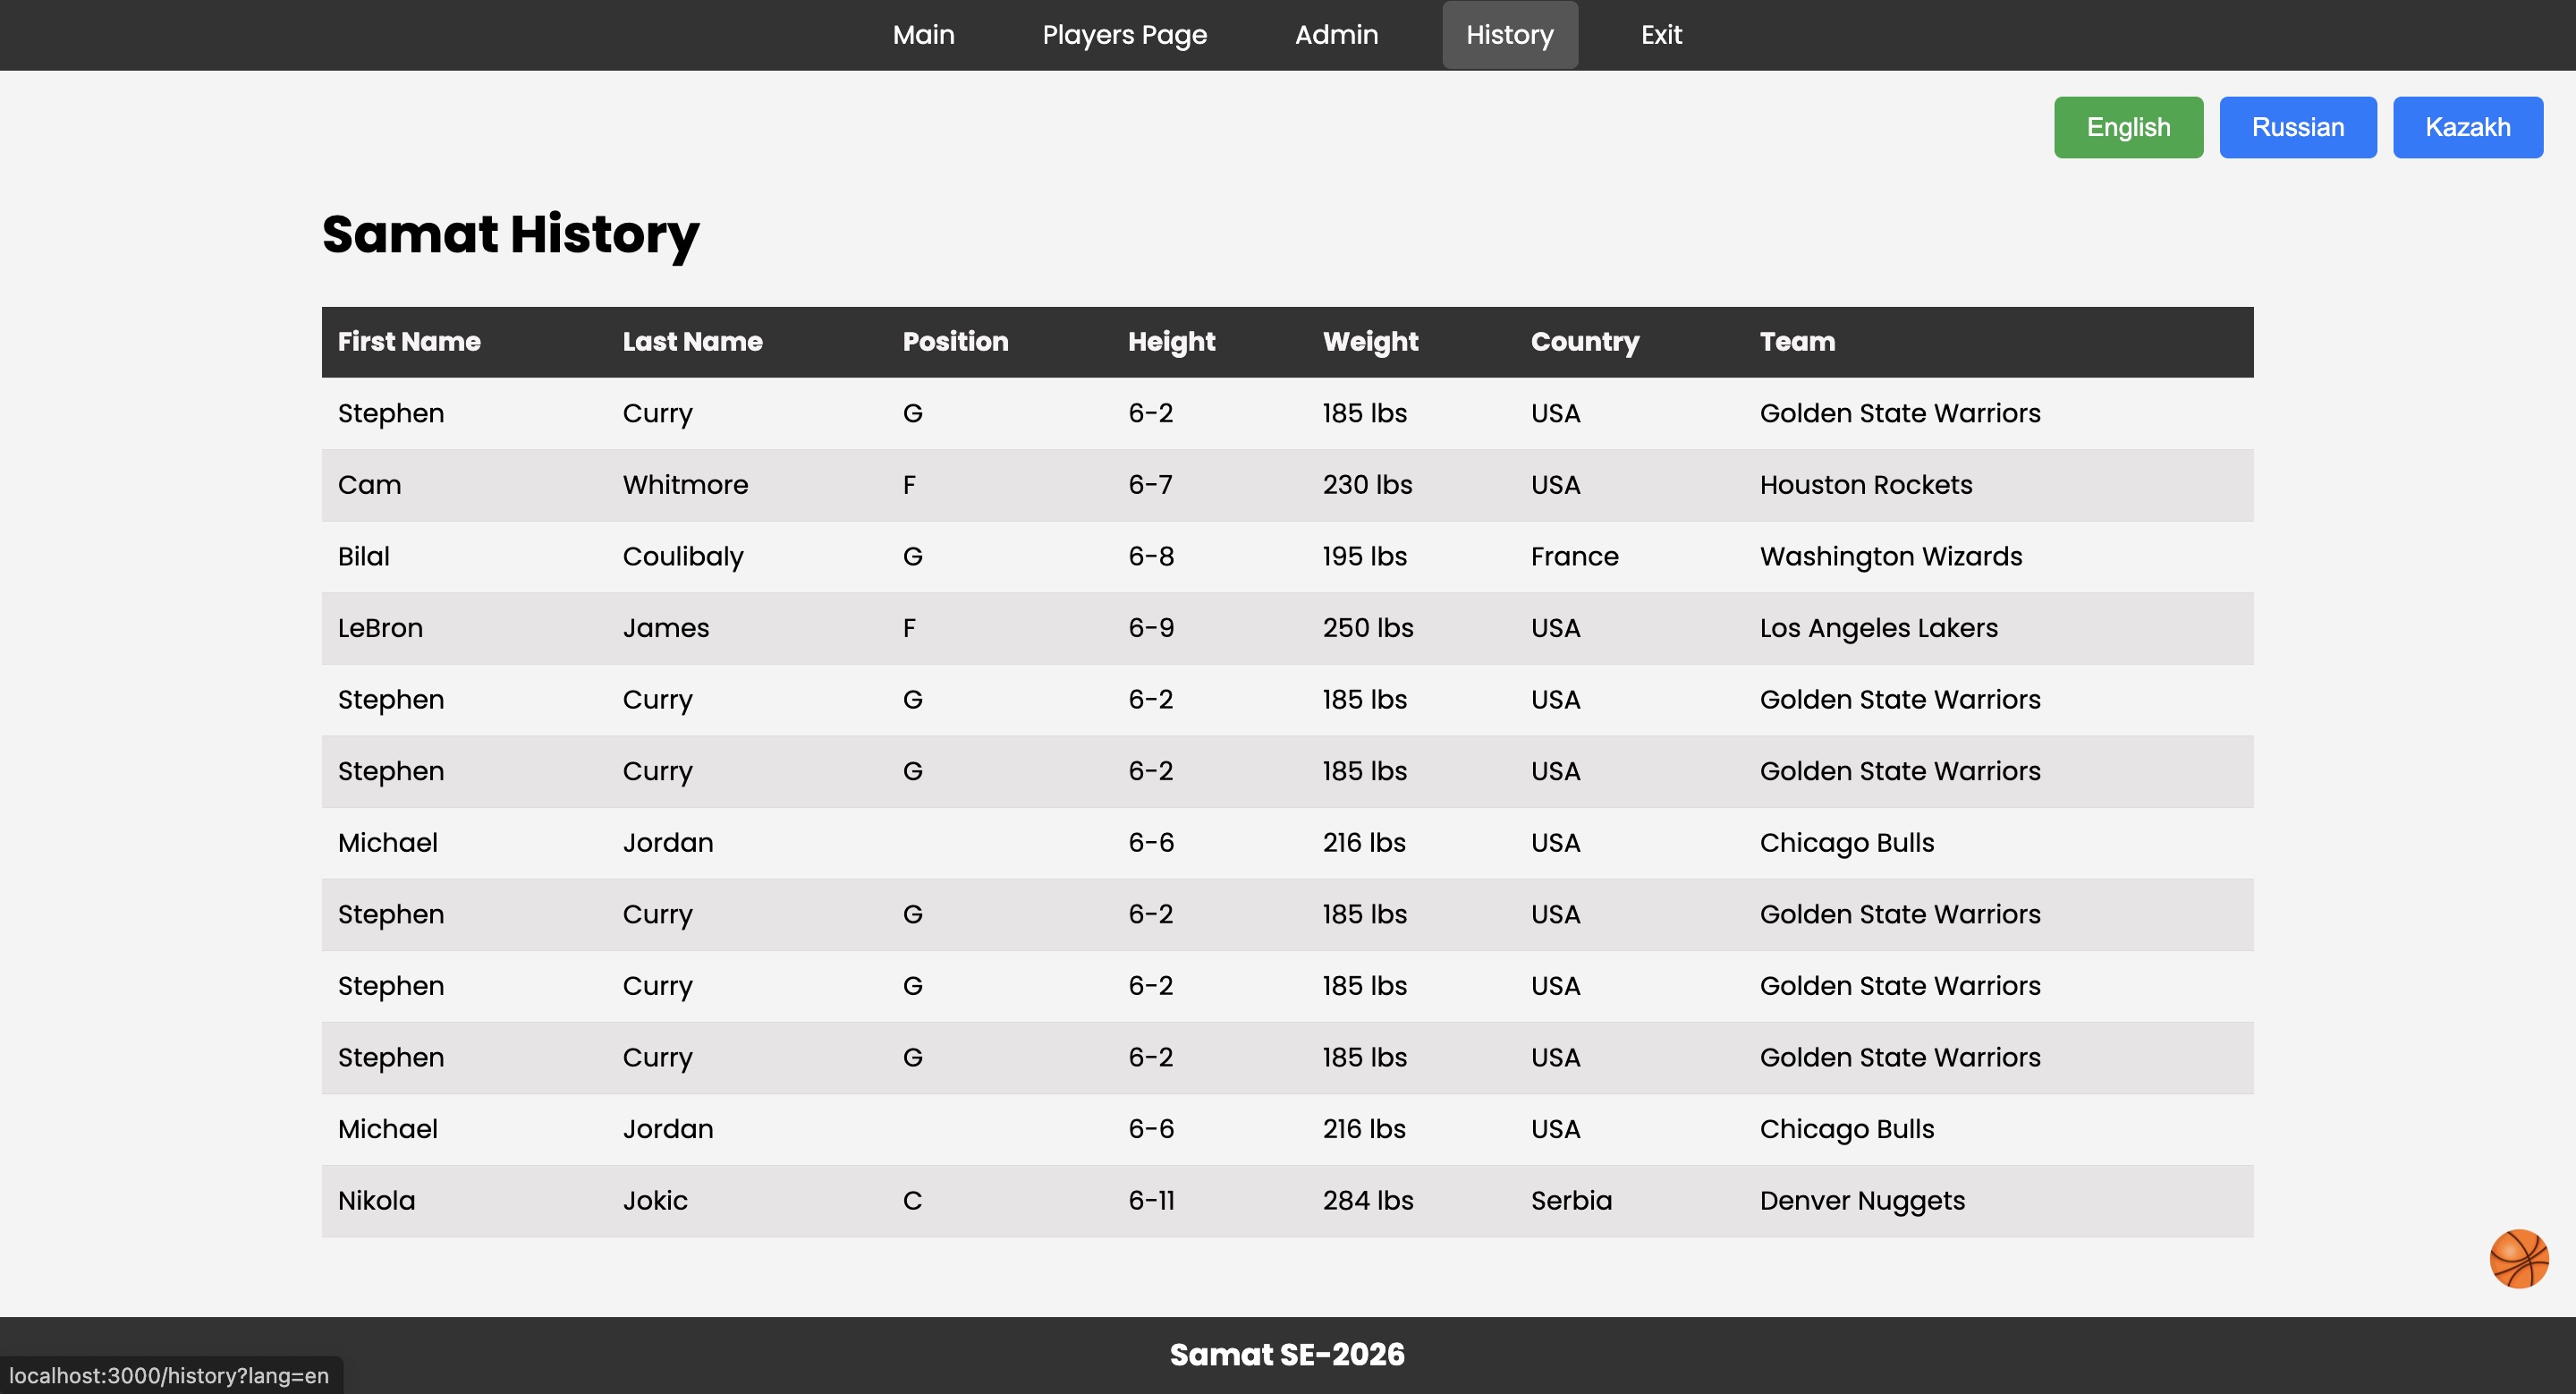 Main Players Page Admin History Exit
English Russian Kazakh
Samat History
First Name Last Name Position Height Weight Country Team
Stephen Curry G 6-2 185 lbs USA Golden State Warriors
Cam Whitmore F 6-7 230 lbs USA Houston Rockets
Bilal Coulibaly G 6-8 195 lbs France Washington Wizards
LeBron James F 6-9 250 lbs USA Los Angeles Lakers
Stephen Curry G 6-2 185 lbs USA Golden State Warriors
Stephen Curry G 6-2 185 lbs USA Golden State Warriors
Michael Jordan 6-6 216 lbs USA Chicago Bulls
Stephen Curry G 6-2 185 lbs USA Golden State Warriors
Stephen Curry G 6-2 185 lbs USA Golden State Warriors
Stephen Curry G 6-2 185 lbs USA Golden State Warriors
Michael Jordan 6-6 216 lbs USA Chicago Bulls
Nikola Jokic C 6-11 284 lbs Serbia Denver Nuggets
Samat SE-2026
localhost:3000/history?lang=en